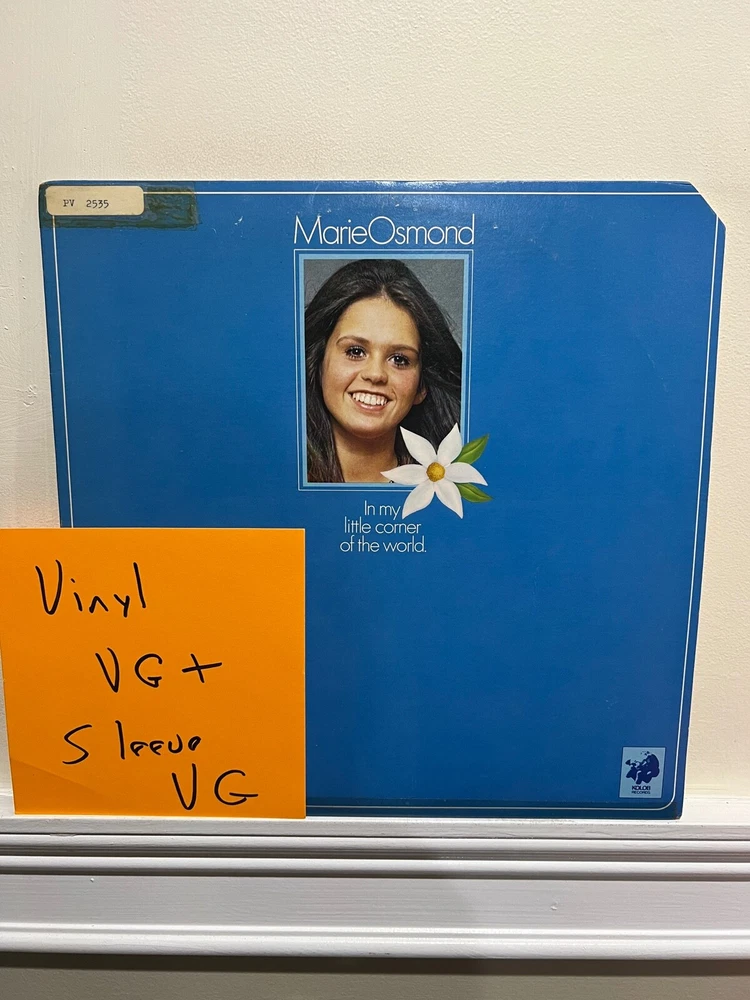 PV 2535
MarieOsmond
In my
little corner
of the world.
KOLOB
RECORDS
Vinyl
VG+
Sleeve
VG